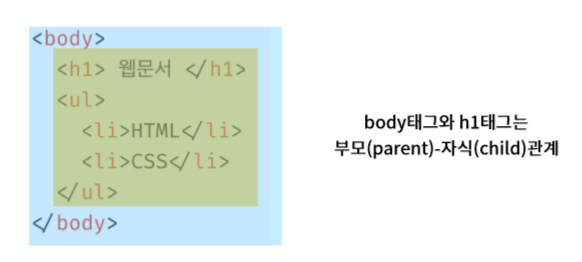 <body>
<h1> 웹문서 </h1>
<ul>
<li>HTML</li>
<li>CSS</li>
</ul>
</body>
body태그와 h1태그는
부모(parent)-자식(child)관계